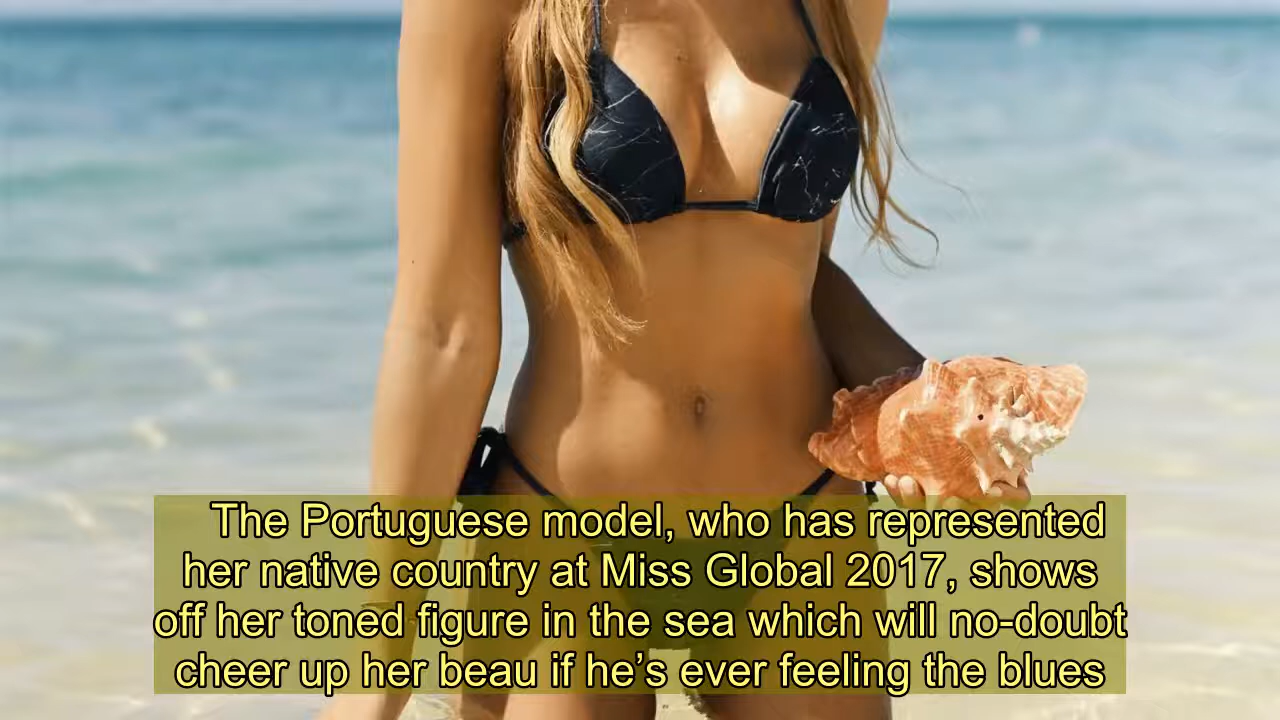 The Portuguese model, who has represented
her native country at Miss Global 2017, shows
off her toned figure in the sea which will no-doubt
cheer up her beau if he’s ever feeling the blues